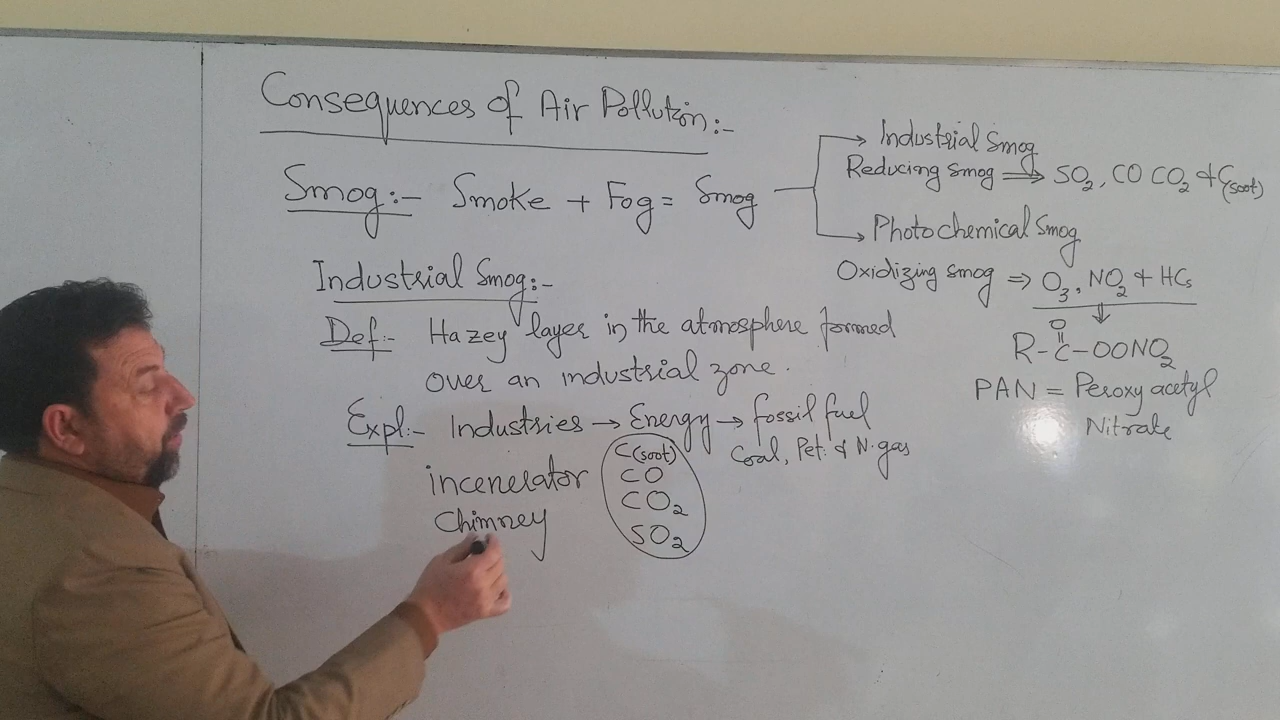 Consequences of Air Pollution:-
Smog:- Smoke + Fog = Smog
Industrial Smog
Reducing smog ⇒ SO₂, CO CO₂ & C(soot)
Photochemical Smog
Oxidizing smog ⇒ O₃, NO₂ + HCs
O
R-C-OONO₂
PAN = Peroxy acetyl
Nitrate
Industrial Smog:-
Def:- Hazey layer in the atmosphere formed
over an industrial zone.
Expl:- Industries → Energy → fossil fuel
Coal, Pet: & N.gas
incenerator
Chimney
C(soot)
CO
CO₂
SO₂